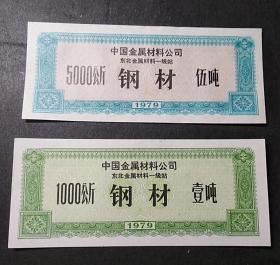 中国金属材料公司
东北金属材料一级站
5000公斤 钢材 伍吨
1979
中国金属材料公司
东北金属材料一级站
1000公斤 钢材 壹吨
1979